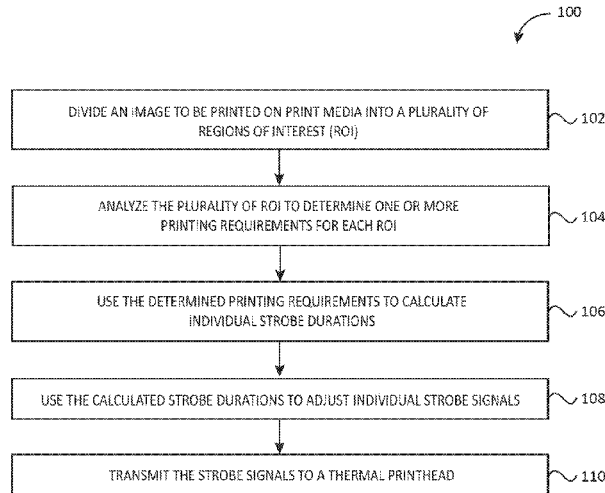 100
DIVIDE AN IMAGE TO BE PRINTED ON PRINT MEDIA INTO A PLURALITY OF
REGIONS OF INTEREST (ROI)
102
ANALYZE THE PLURALITY OF ROI TO DETERMINE ONE OR MORE
PRINTING REQUIREMENTS FOR EACH ROI
104
USE THE DETERMINED PRINTING REQUIREMENTS TO CALCULATE
INDIVIDUAL STROBE DURATIONS
106
USE THE CALCULATED STROBE DURATIONS TO ADJUST INDIVIDUAL STROBE SIGNALS
108
TRANSMIT THE STROBE SIGNALS TO A THERMAL PRINTHEAD
110